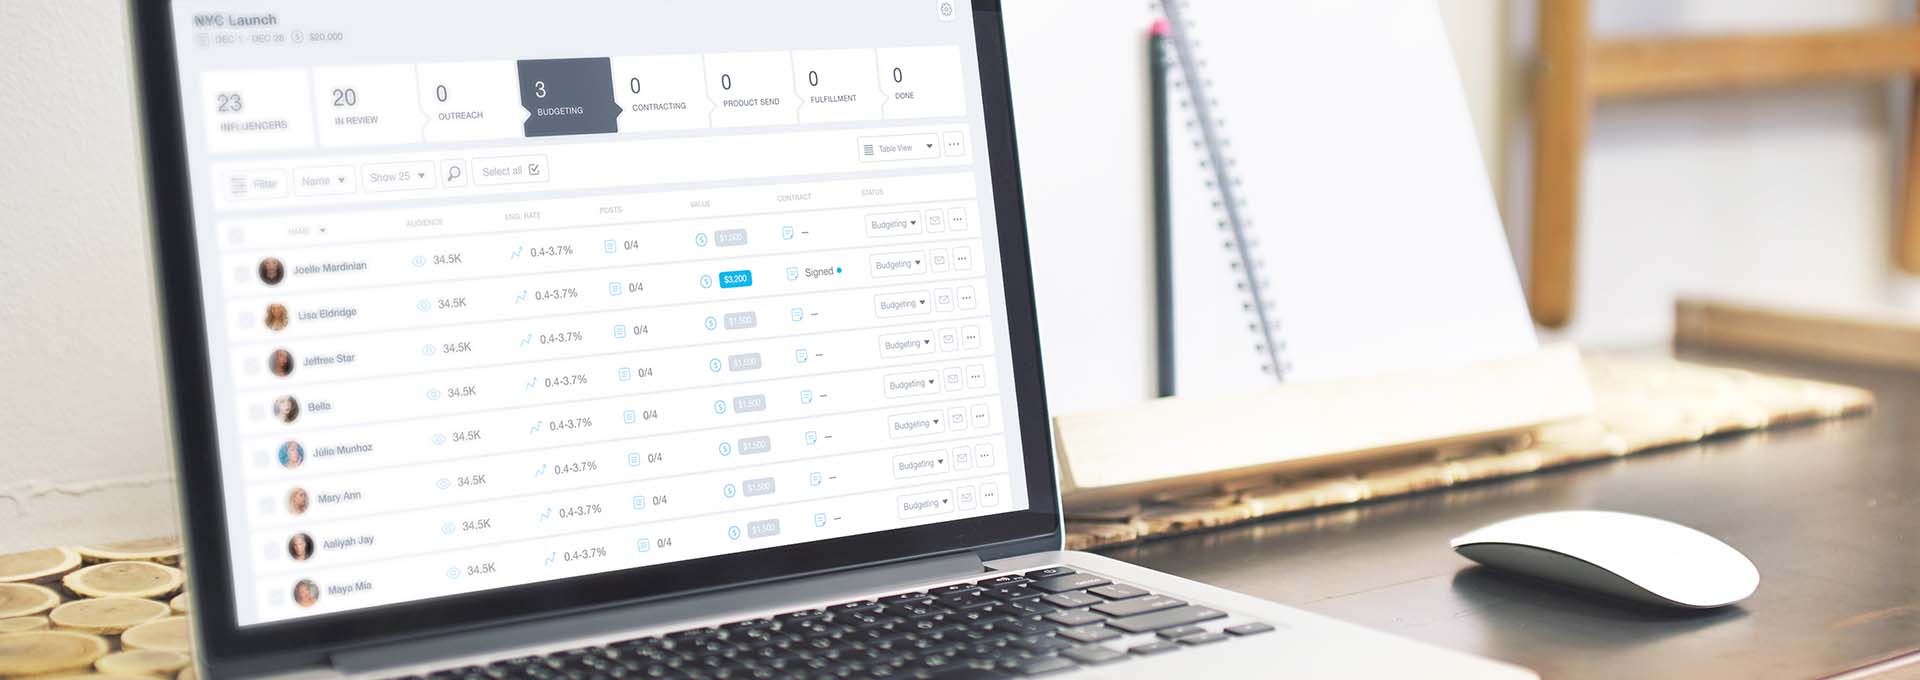 NYC Launch
DEC 1 - DEC 28 $20,000
23 20 0 3 0 0 0 0
INFLUENCERS IN REVIEW OUTREACH BUDGETING CONTRACTING PRODUCT SEND FULFILLMENT DONE
Filter Name Show 25 Select all Table View
NAME AUDIENCE ENG. RATE POSTS VALUE CONTRACT STATUS
Joelle Mardinian 34.5K 0.4-3.7% 0/4 – Budgeting
Lisa Eldridge 34.5K 0.4-3.7% 0/4 $3,200 Signed Budgeting
Jeffree Star 34.5K 0.4-3.7% 0/4 $1,500 – Budgeting
Bella 34.5K 0.4-3.7% 0/4 $1,500 – Budgeting
Júlia Munhoz 34.5K 0.4-3.7% 0/4 $1,500 – Budgeting
Mary Ann 34.5K 0.4-3.7% 0/4 $1,500 – Budgeting
Aaliyah Jay 34.5K 0.4-3.7% 0/4 $1,500 – Budgeting
Maya Mia 34.5K 0.4-3.7% 0/4 $1,500 – Budgeting